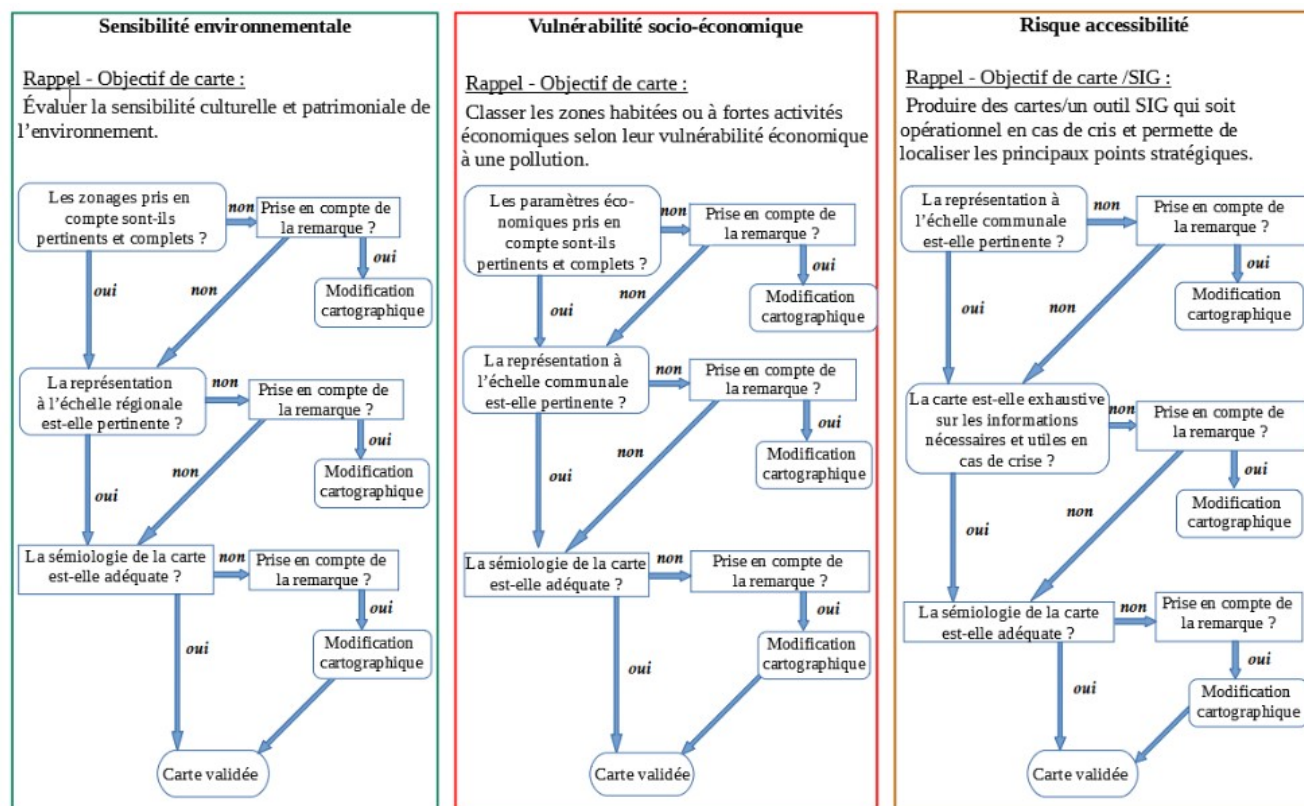 Sensibilité environnementale
Rappel - Objectif de carte :
Évaluer la sensibilité culturelle et patrimoniale de
l'environnement.
Les zonages pris en
compte sont-ils
pertinents et complets ?
non
Prise en compte de
la remarque ?
oui
non
oui
Modification
cartographique
La représentation
à l'échelle régionale
est-elle pertinente ?
non
Prise en compte de
la remarque ?
oui
non
oui
Modification
cartographique
La sémiologie de la carte
est-elle adéquate ?
non
Prise en compte de
la remarque ?
oui
oui
Modification
cartographique
Carte validée
Vulnérabilité socio-économique
Rappel - Objectif de carte :
Classer les zones habitées ou à fortes activités
économiques selon leur vulnérabilité économique
à une pollution.
Les paramètres éco-
nomiques pris en
compte sont-ils
pertinents et complets ?
non
Prise en compte de
la remarque ?
oui
non
oui
Modification
cartographique
La représentation à
l'échelle communale
est-elle pertinente ?
non
Prise en compte de
la remarque ?
oui
non
oui
Modification
cartographique
La sémiologie de la carte
est-elle adéquate ?
non
Prise en compte de
la remarque ?
oui
oui
Modification
cartographique
Carte validée
Risque accessibilité
Rappel - Objectif de carte /SIG :
Produire des cartes/un outil SIG qui soit
opérationnel en cas de cris et permette de
localiser les principaux points stratégiques.
La représentation à
l'échelle communale
est-elle pertinente ?
non
Prise en compte de
la remarque ?
oui
non
oui
Modification
cartographique
La carte est-elle exhaustive
sur les informations
nécessaires et utiles en
cas de crise ?
non
Prise en compte de
la remarque ?
oui
non
oui
Modification
cartographique
La sémiologie de la carte
est-elle adéquate ?
non
Prise en compte de
la remarque ?
oui
oui
Modification
cartographique
Carte validée